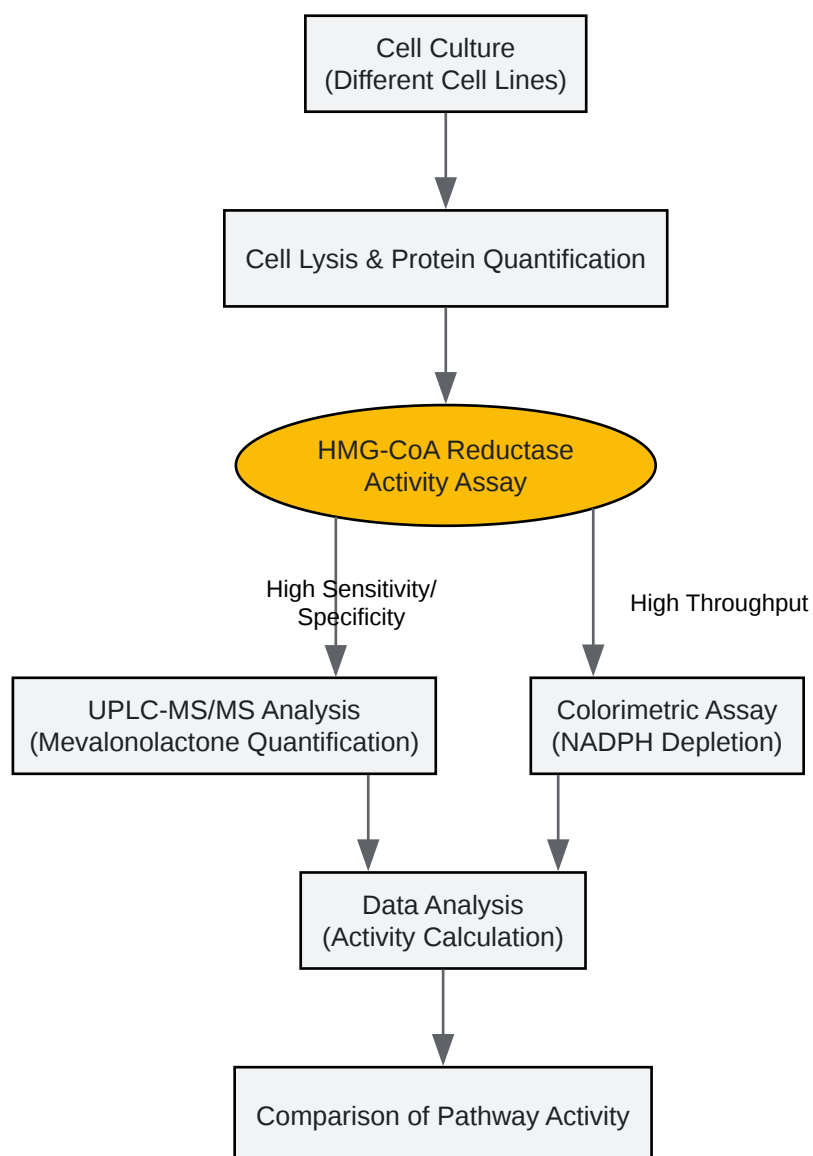 Cell Culture
(Different Cell Lines)
Cell Lysis & Protein Quantification
HMG-CoA Reductase
Activity Assay
High Sensitivity/
Specificity
High Throughput
UPLC-MS/MS Analysis
(Mevalonolactone Quantification)
Colorimetric Assay
(NADPH Depletion)
Data Analysis
(Activity Calculation)
Comparison of Pathway Activity